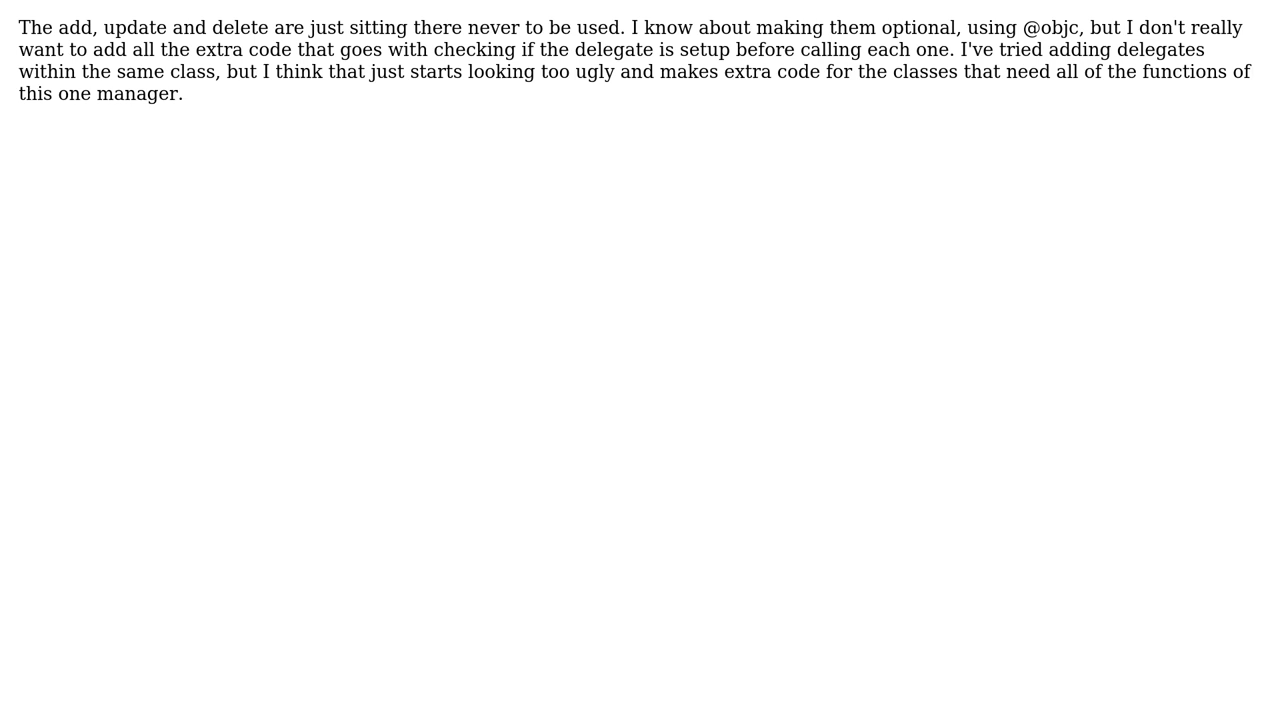 The add, update and delete are just sitting there never to be used. I know about making them optional, using @objc, but I don't really
want to add all the extra code that goes with checking if the delegate is setup before calling each one. I've tried adding delegates
within the same class, but I think that just starts looking too ugly and makes extra code for the classes that need all of the functions of
this one manager.